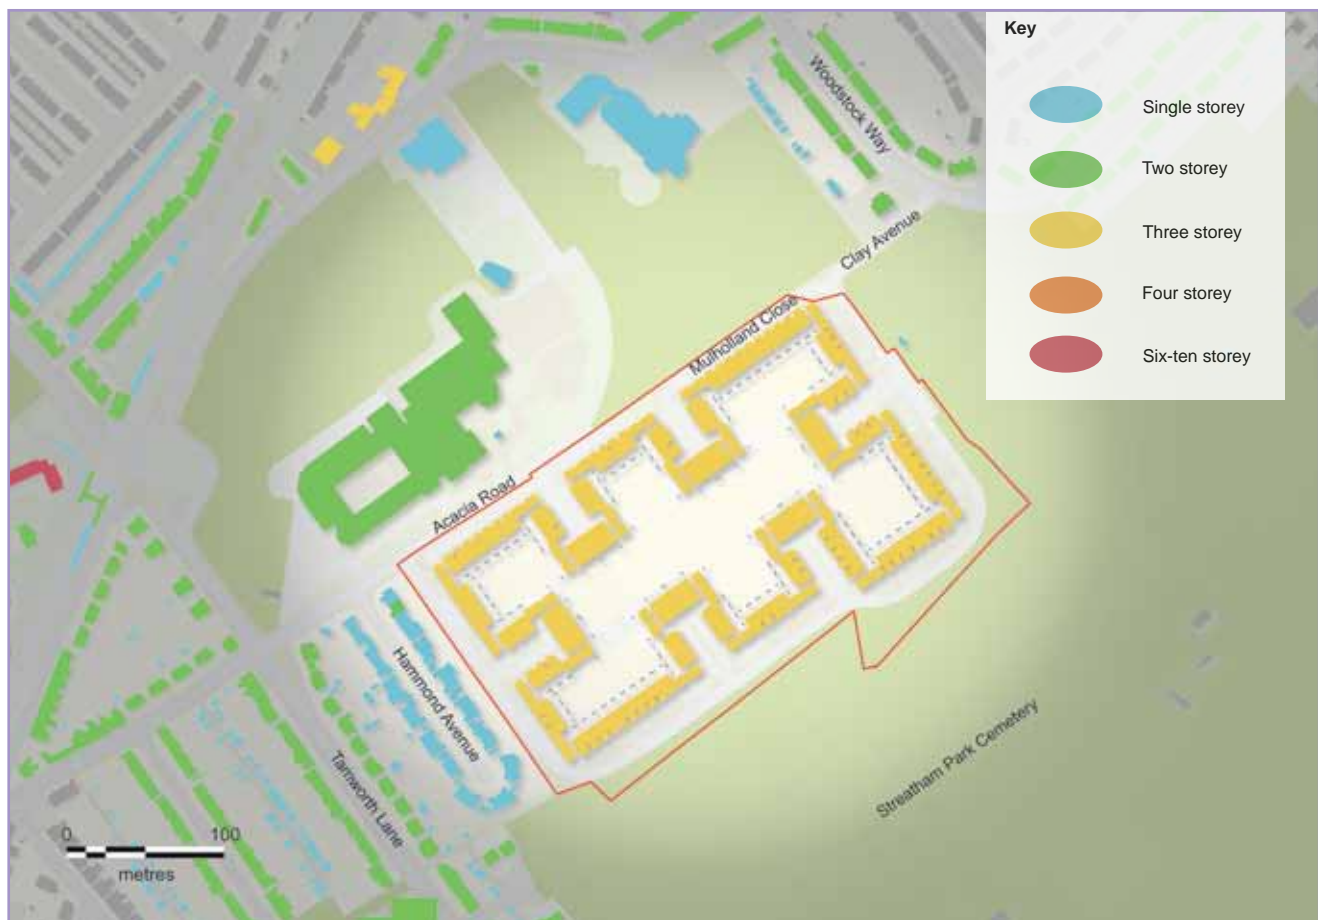 Key
Single storey
Two storey
Three storey
Four storey
Six-ten storey
Woodstock Way
Clay Avenue
Mulholland Close
Acacia Road
Hammond Avenue
Tamworth Lane
Streatham Park Cemetery
0 100
metres